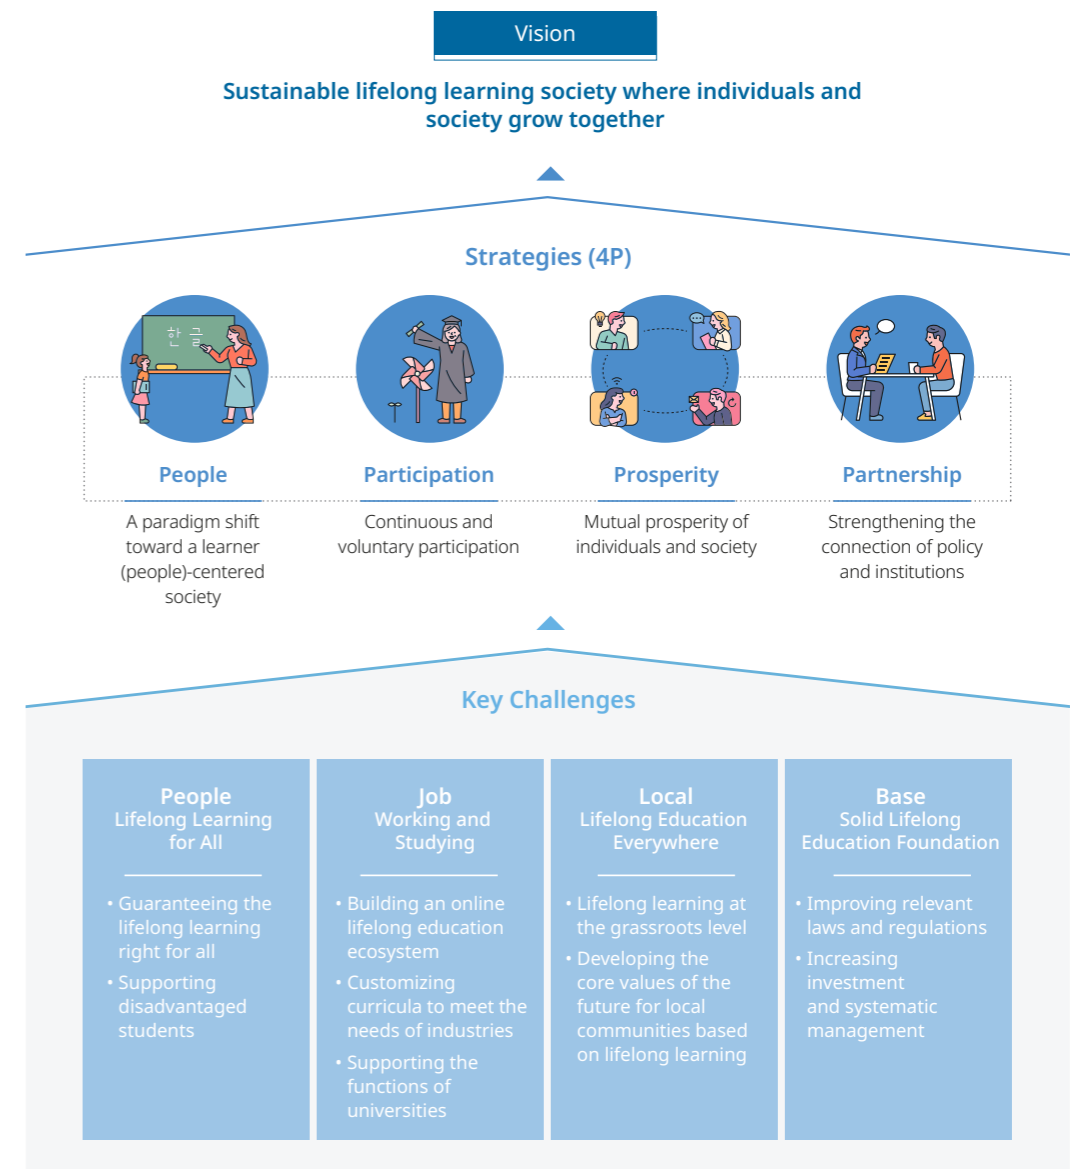 Vision
Sustainable lifelong learning society where individuals and
society grow together
Strategies (4P)
한글
People
A paradigm shift
toward a learner
(people)-centered
society
Participation
Continuous and
voluntary participation
Prosperity
Mutual prosperity of
individuals and society
Partnership
Strengthening the
connection of policy
and institutions
Key Challenges
People
Lifelong Learning
for All
• Guaranteeing the
lifelong learning
right for all
• Supporting
disadvantaged
students
Job
Working and
Studying
• Building an online
lifelong education
ecosystem
• Customizing
curricula to meet the
needs of industries
• Supporting the
functions of
universities
Local
Lifelong Education
Everywhere
• Lifelong learning at
the grassroots level
• Developing the
core values of the
future for local
communities based
on lifelong learning
Base
Solid Lifelong
Education Foundation
• Improving relevant
laws and regulations
• Increasing
investment
and systematic
management